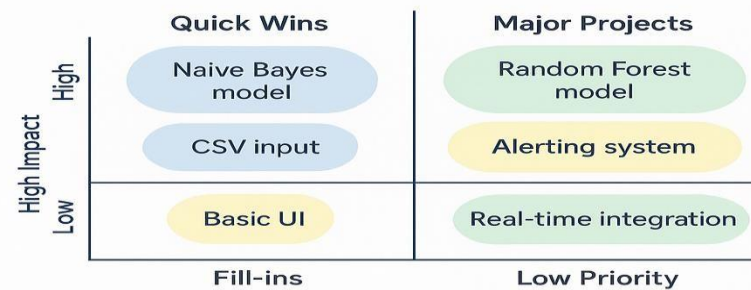 Quick Wins
Major Projects
High Impact
High
Naive Bayes
model
Random Forest
model
CSV input
Alerting system
Low
Basic UI
Real-time integration
Fill-ins
Low Priority